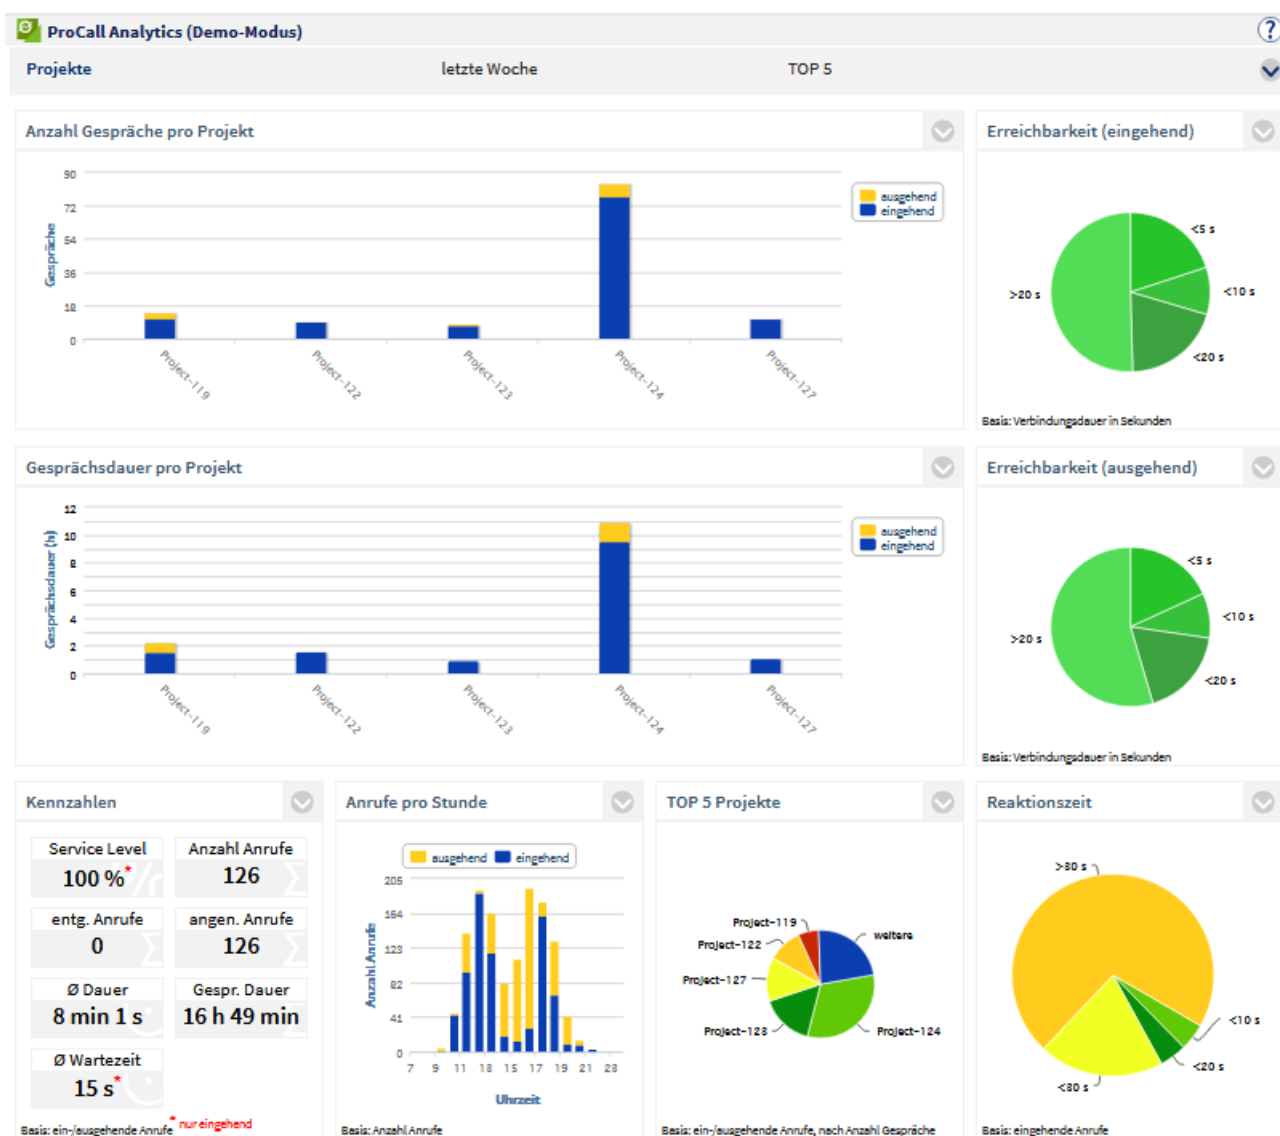 ProCall Analytics (Demo-Modus)
?
Projekte letzte Woche TOP 5
Anzahl Gespräche pro Projekt
90
72
54
36
18
0
Gespräche
ausgehend
eingehend
Project-119
Project-122
Project-123
Project-124
Project-127
Erreichbarkeit (eingehend)
<5 s
<10 s
<20 s
>20 s
Basis: Verbindungsdauer in Sekunden
Gesprächsdauer pro Projekt
12
10
8
6
4
2
0
Gesprächsdauer (h)
ausgehend
eingehend
Project-119
Project-122
Project-123
Project-124
Project-127
Erreichbarkeit (ausgehend)
<5 s
<10 s
<20 s
>20 s
Basis: Verbindungsdauer in Sekunden
Kennzahlen
Service Level
100 %*
Anzahl Anrufe
126
entg. Anrufe
0
angen. Anrufe
126
Ø Dauer
8 min 1 s
Gespr. Dauer
16 h 49 min
Ø Wartezeit
15 s*
Basis: ein-/ausgehende Anrufe * nur eingehend
Anrufe pro Stunde
ausgehend eingehend
205
164
123
82
41
0
Anzahl Anrufe
7 9 11 13 15 17 19 21 23
Uhrzeit
Basis: Anzahl Anrufe
TOP 5 Projekte
Project-119
weitere
Project-122
Project-127
Project-123
Project-124
Basis: ein-/ausgehende Anrufe, nach Anzahl Gespräche
Reaktionszeit
>30 s
<10 s
<20 s
<30 s
Basis: eingehende Anrufe